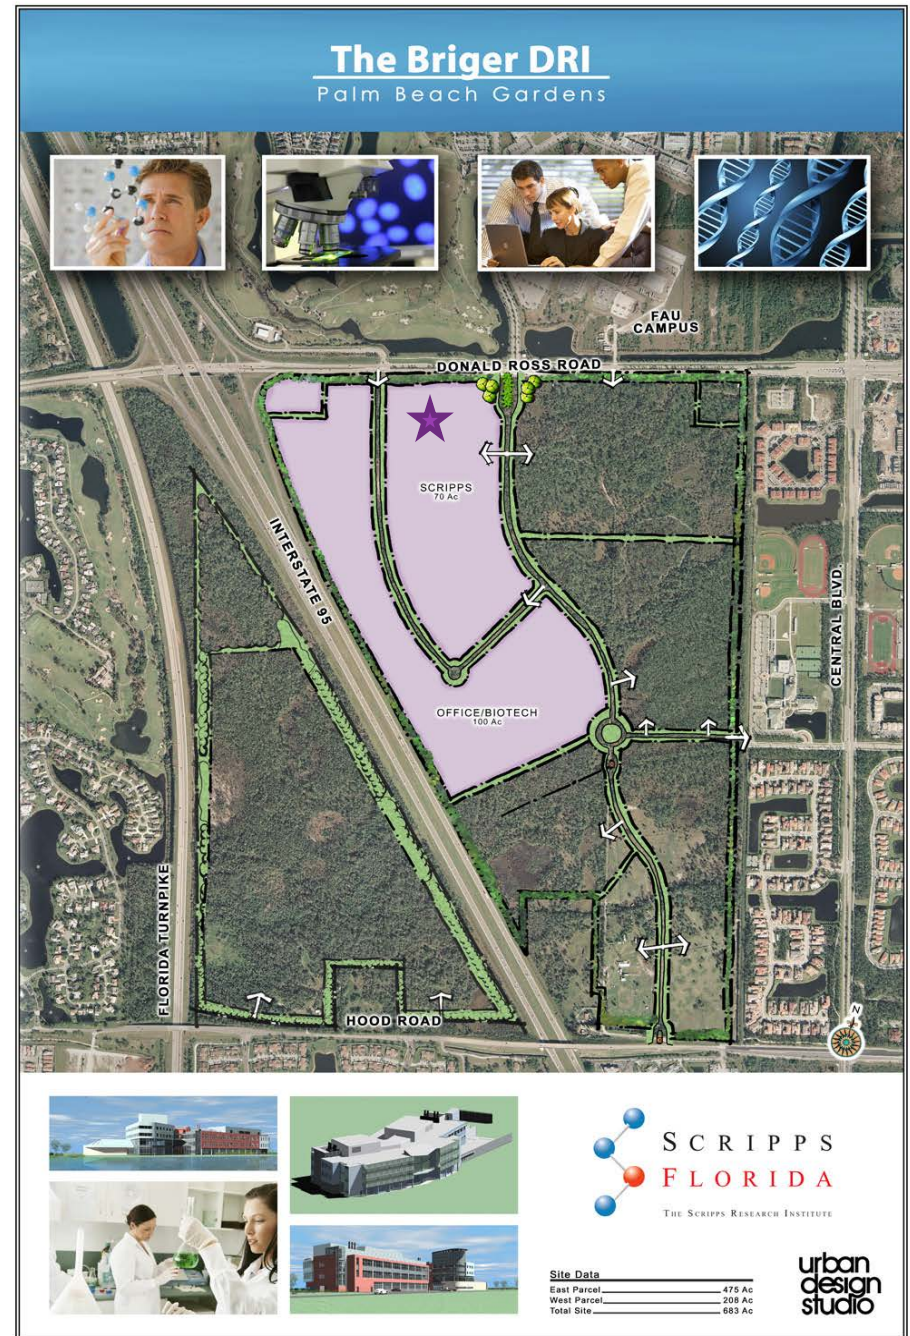 The Briger DRI
Palm Beach Gardens
FAU
CAMPUS
DONALD ROSS ROAD
SCRIPPS
70 Ac
INTERSTATE 95
CENTRAL BLVD.
OFFICE/BIOTECH
100 Ac
FLORIDA TURNPIKE
HOOD ROAD
N
SCRIPPS
FLORIDA
THE SCRIPPS RESEARCH INSTITUTE
Site Data
East Parcel 475 Ac
West Parcel 208 Ac
Total Site 683 Ac
urban
design
studio